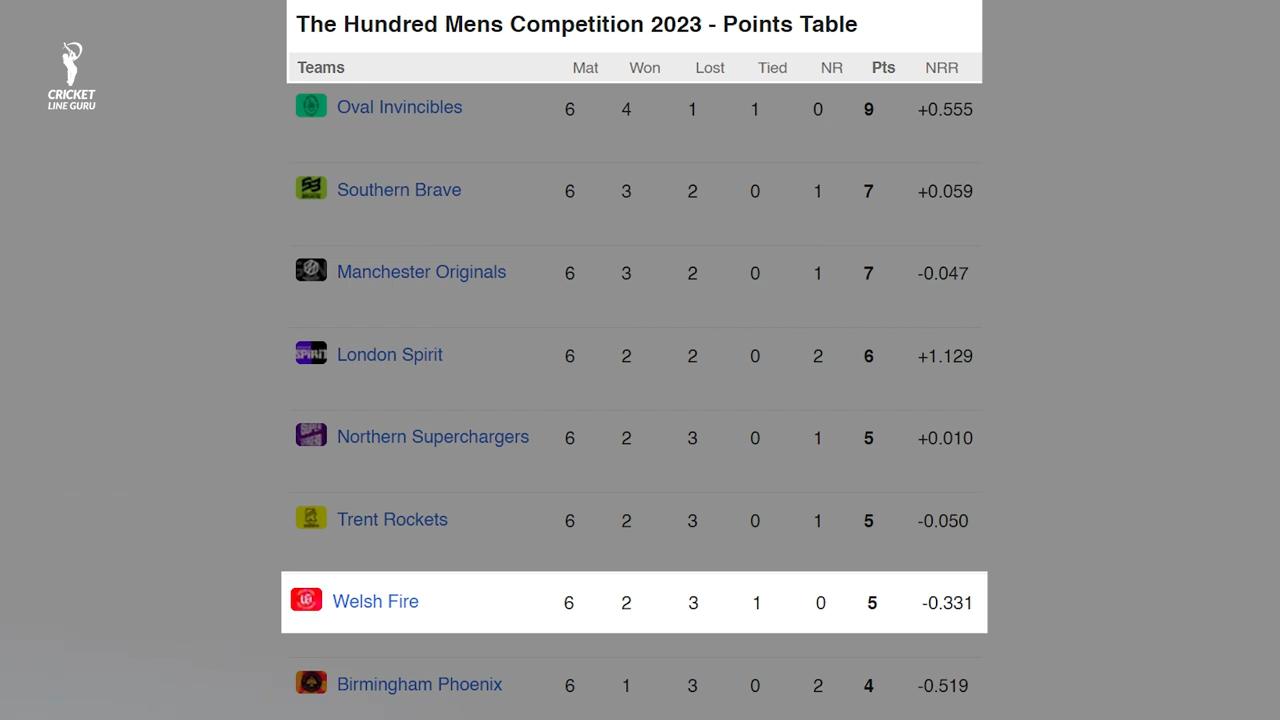 The Hundred Mens Competition 2023 - Points Table
CRICKET
LINE GURU
Teams Mat Won Lost Tied NR Pts NRR
Oval Invincibles 6 4 1 1 0 9 +0.555
Southern Brave 6 3 2 0 1 7 +0.059
Manchester Originals 6 3 2 0 1 7 -0.047
SPIRIT London Spirit 6 2 2 0 2 6 +1.129
Northern Superchargers 6 2 3 0 1 5 +0.010
Trent Rockets 6 2 3 0 1 5 -0.050
Welsh Fire 6 2 3 1 0 5 -0.331
Birmingham Phoenix 6 1 3 0 2 4 -0.519